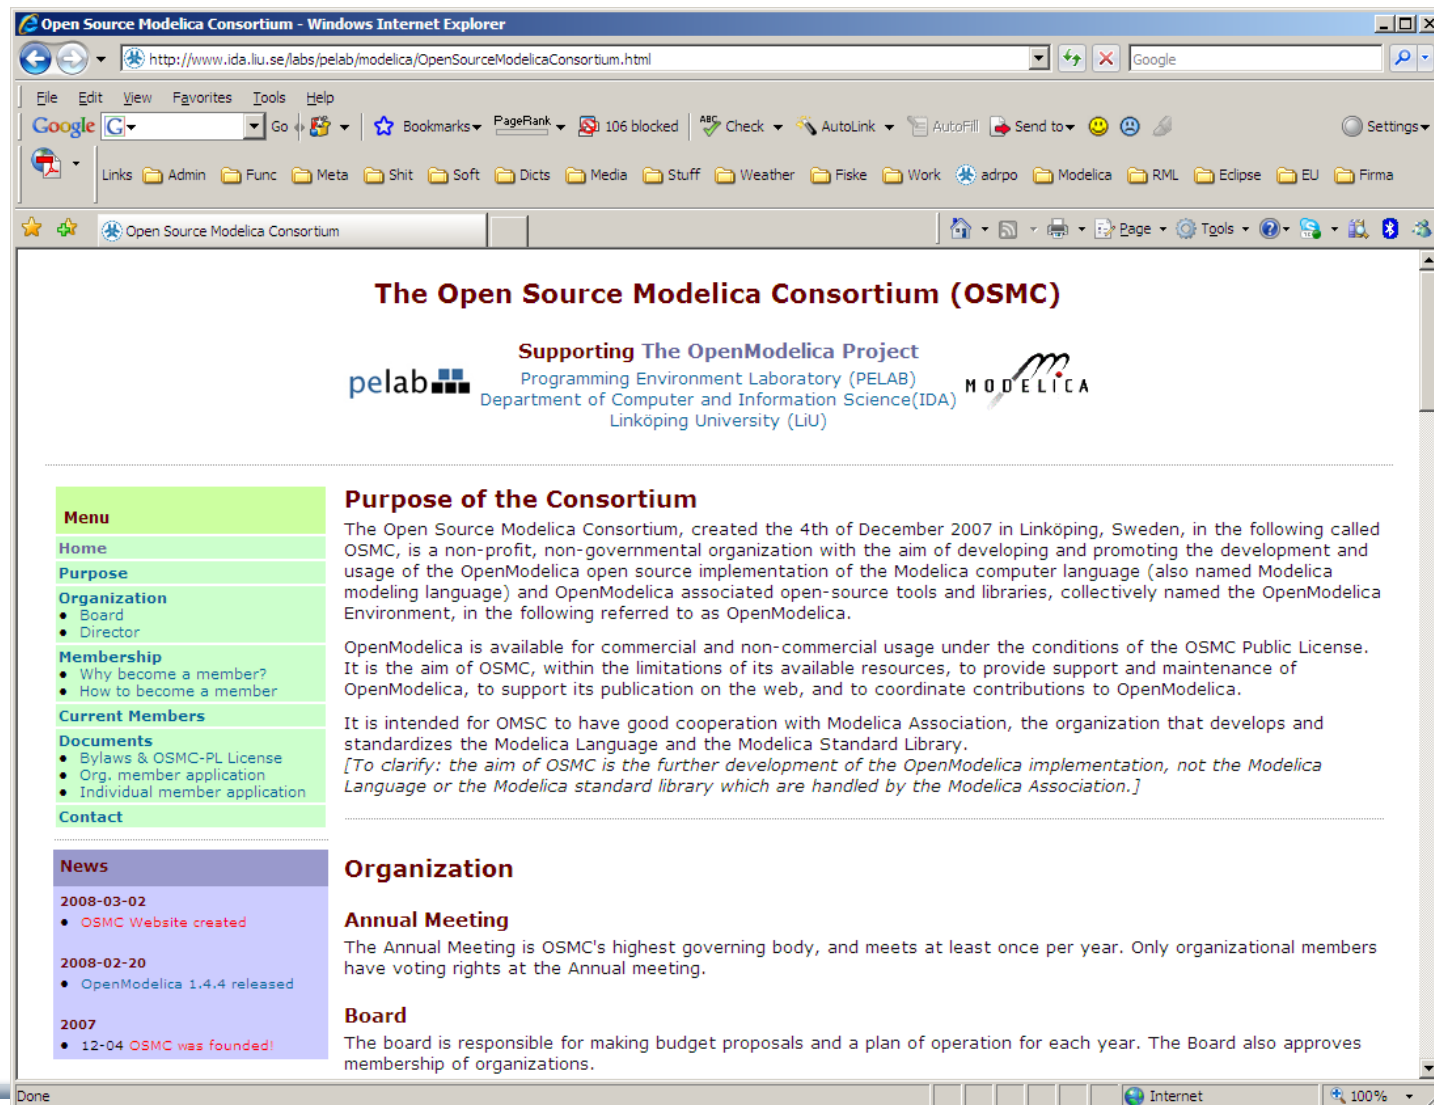 Open Source Modelica Consortium - Windows Internet Explorer
http://www.ida.liu.se/labs/pelab/modelica/OpenSourceModelicaConsortium.html
Google
File Edit View Favorites Tools Help
Google G Go Bookmarks PageRank 106 blocked ABC Check AutoLink AutoFill Send to Settings
Links Admin Func Meta Shit Soft Dicts Media Stuff Weather Fiske Work adrpo Modelica RML Eclipse EU Firma
Open Source Modelica Consortium
Page Tools
The Open Source Modelica Consortium (OSMC)
Supporting The OpenModelica Project
pelab
Programming Environment Laboratory (PELAB)
Department of Computer and Information Science(IDA)
Linköping University (LiU)
MODELICA
Menu
Home
Purpose
Organization
• Board
• Director
Membership
• Why become a member?
• How to become a member
Current Members
Documents
• Bylaws & OSMC-PL License
• Org. member application
• Individual member application
Contact
News
2008-03-02
• OSMC Website created
2008-02-20
• OpenModelica 1.4.4 released
2007
• 12-04 OSMC was founded!
Purpose of the Consortium
The Open Source Modelica Consortium, created the 4th of December 2007 in Linköping, Sweden, in the following called
OSMC, is a non-profit, non-governmental organization with the aim of developing and promoting the development and
usage of the OpenModelica open source implementation of the Modelica computer language (also named Modelica
modeling language) and OpenModelica associated open-source tools and libraries, collectively named the OpenModelica
Environment, in the following referred to as OpenModelica.
OpenModelica is available for commercial and non-commercial usage under the conditions of the OSMC Public License.
It is the aim of OSMC, within the limitations of its available resources, to provide support and maintenance of
OpenModelica, to support its publication on the web, and to coordinate contributions to OpenModelica.
It is intended for OMSC to have good cooperation with Modelica Association, the organization that develops and
standardizes the Modelica Language and the Modelica Standard Library.
[To clarify: the aim of OSMC is the further development of the OpenModelica implementation, not the Modelica
Language or the Modelica standard library which are handled by the Modelica Association.]
Organization
Annual Meeting
The Annual Meeting is OSMC's highest governing body, and meets at least once per year. Only organizational members
have voting rights at the Annual meeting.
Board
The board is responsible for making budget proposals and a plan of operation for each year. The Board also approves
membership of organizations.
Done
Internet
100%